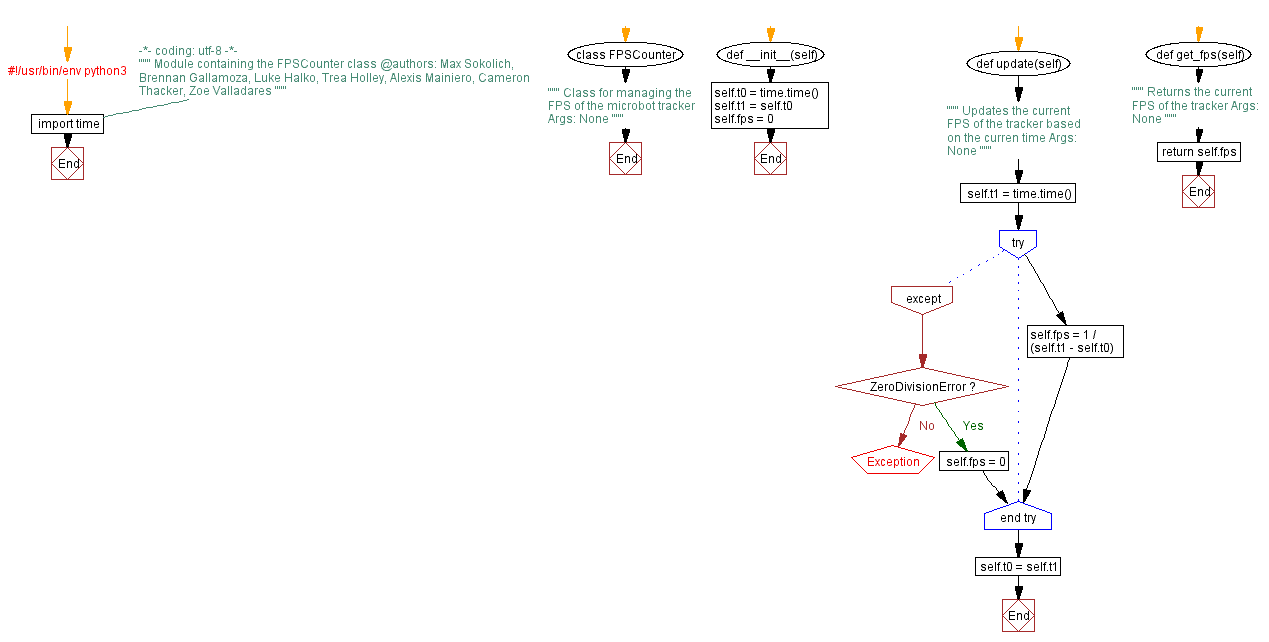 #!/usr/bin/env python3
-*- coding: utf-8 -*-
""" Module containing the FPSCounter class @authors: Max Sokolich,
Brennan Gallamoza, Luke Halko, Trea Holley, Alexis Mainiero, Cameron
Thacker, Zoe Valladares """
import time
End
class FPSCounter
""" Class for managing the
FPS of the microbot tracker
Args: None """
End
def __init__(self)
self.t0 = time.time()
self.t1 = self.t0
self.fps = 0
End
def update(self)
""" Updates the current
FPS of the tracker based
on the curren time Args:
None """
self.t1 = time.time()
try
except
self.fps = 1 /
(self.t1 - self.t0)
ZeroDivisionError ?
No
Yes
Exception
self.fps = 0
end try
self.t0 = self.t1
End
def get_fps(self)
""" Returns the current
FPS of the tracker Args:
None """
return self.fps
End